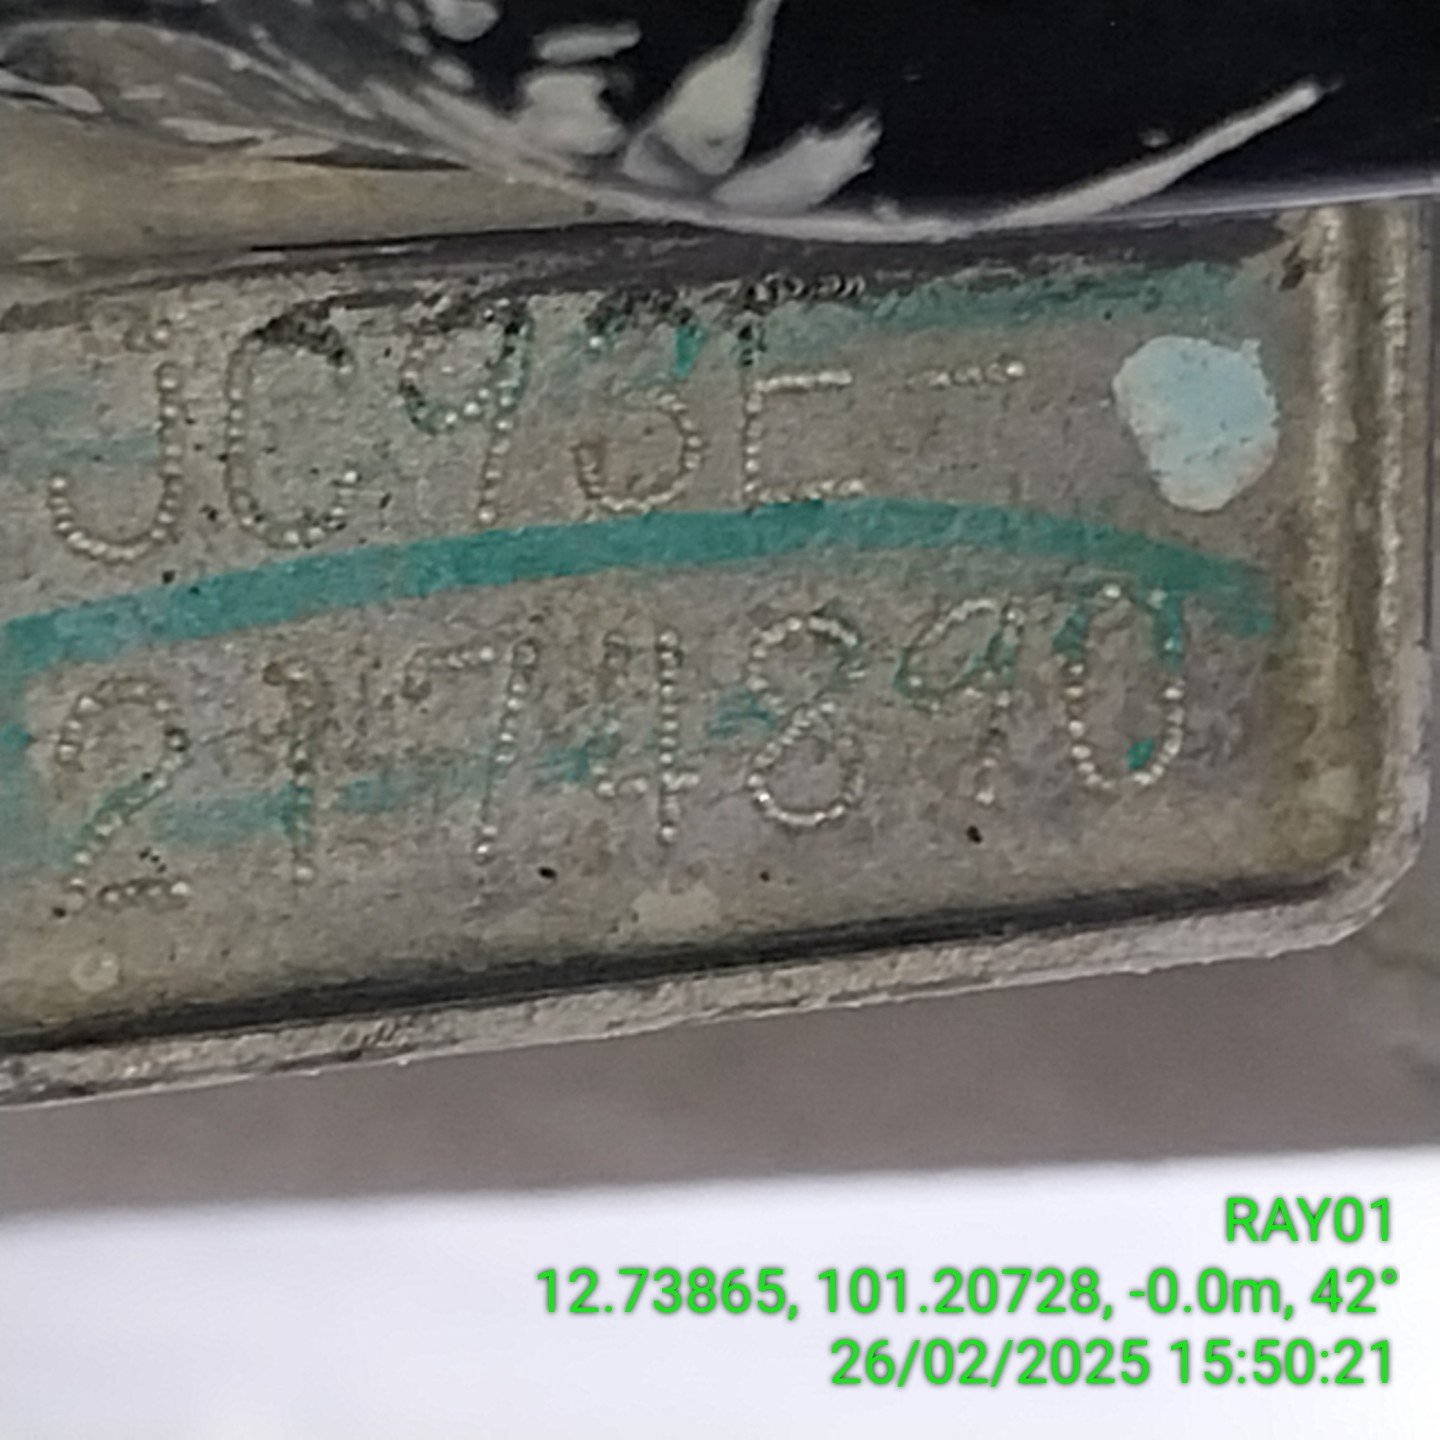 JC95E-
2174890
RAY01
12.73865, 101.20728, -0.0m, 42°
26/02/2025 15:50:21